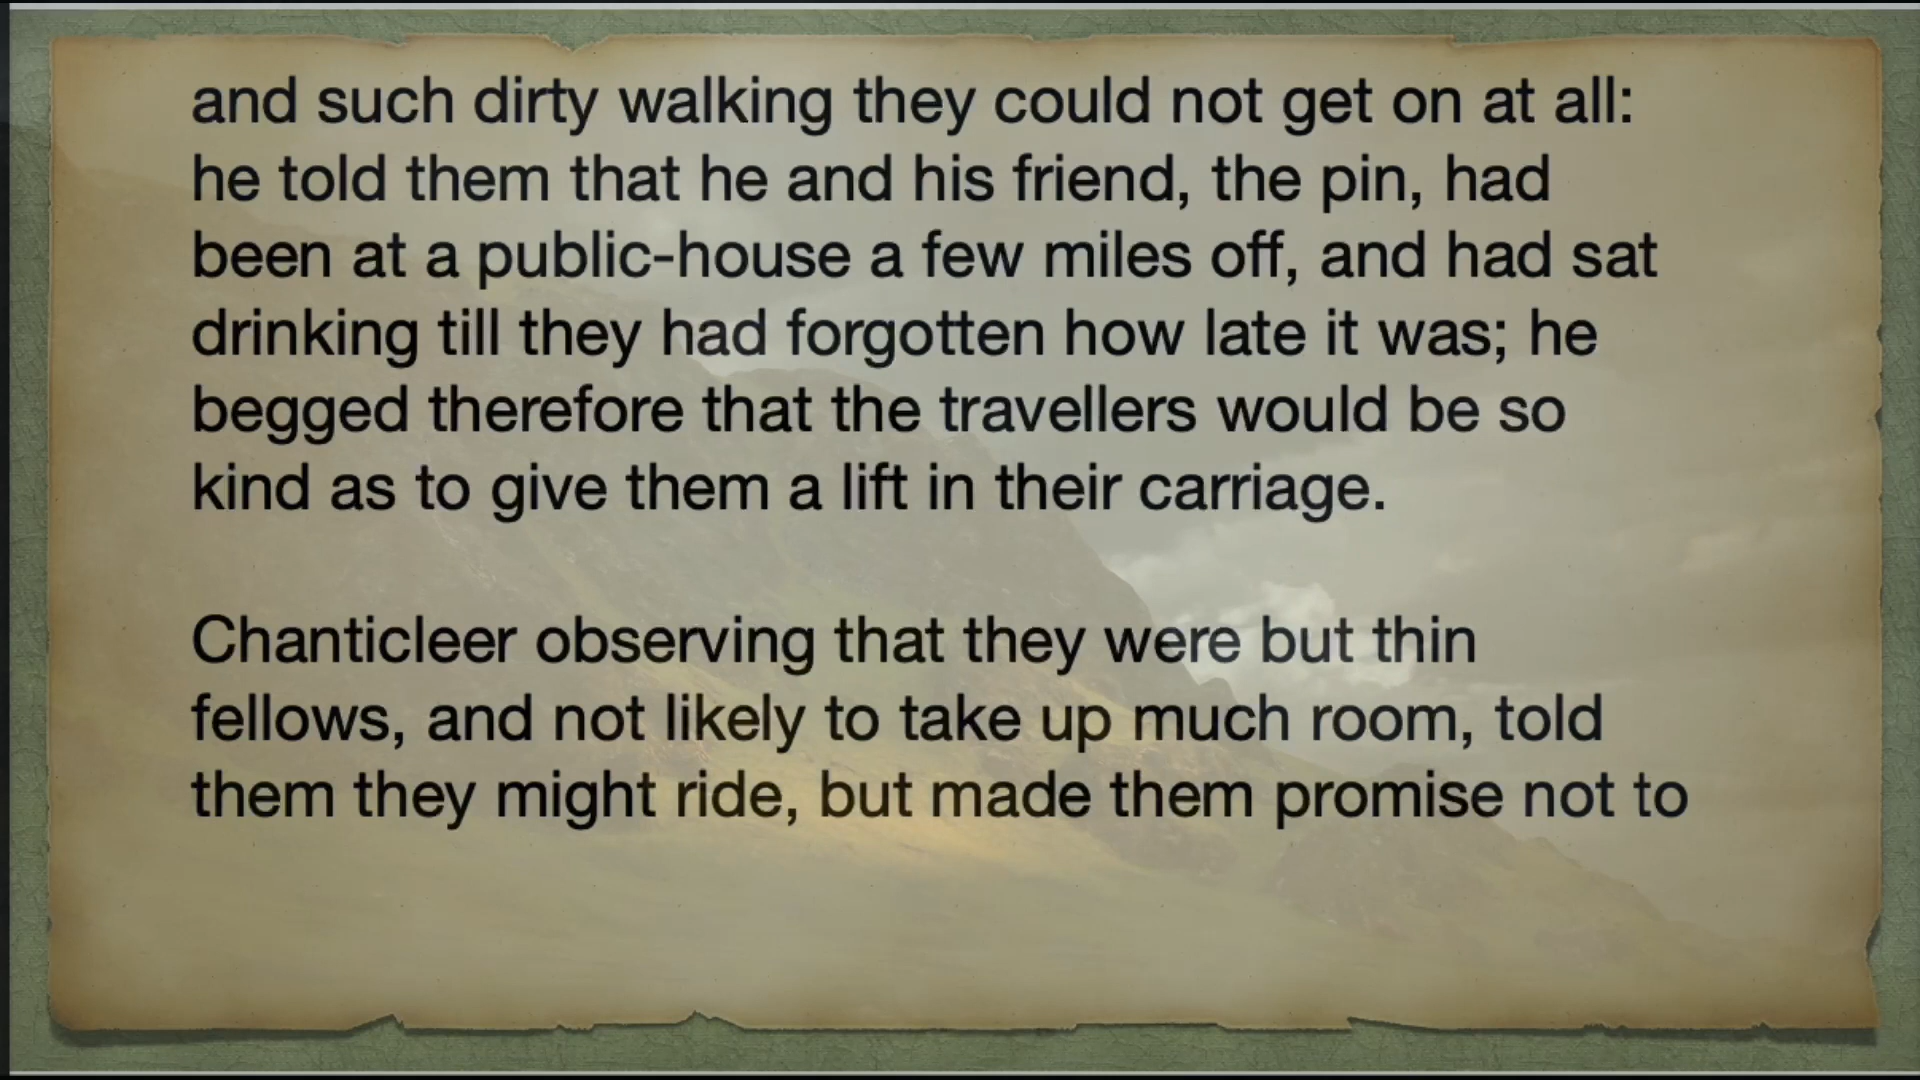 and such dirty walking they could not get on at all:
he told them that he and his friend, the pin, had
been at a public-house a few miles off, and had sat
drinking till they had forgotten how late it was; he
begged therefore that the travellers would be so
kind as to give them a lift in their carriage.
Chanticleer observing that they were but thin
fellows, and not likely to take up much room, told
them they might ride, but made them promise not to